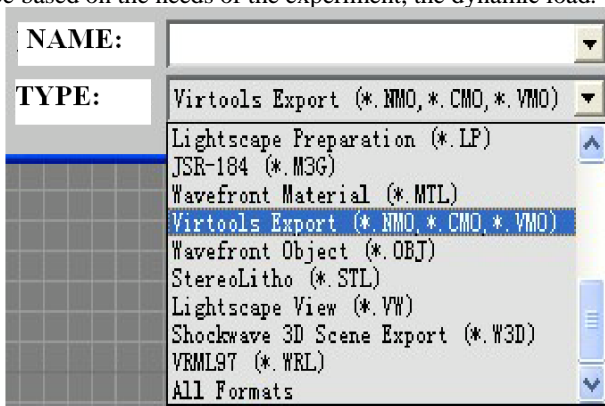 be based on the needs of the experiment, the dynamic load.
NAME:
TYPE:
Virtools Export (*.NMO,*.CMO,*.VMO)
Lightscape Preparation (*.LP)
JSR-184 (*.M3G)
Wavefront Material (*.MTL)
Virtools Export (*.NMO,*.CMO,*.VMO)
Wavefront Object (*.OBJ)
StereoLitho (*.STL)
Lightscape View (*.VW)
Shockwave 3D Scene Export (*.W3D)
VRML97 (*.WRL)
All Formats